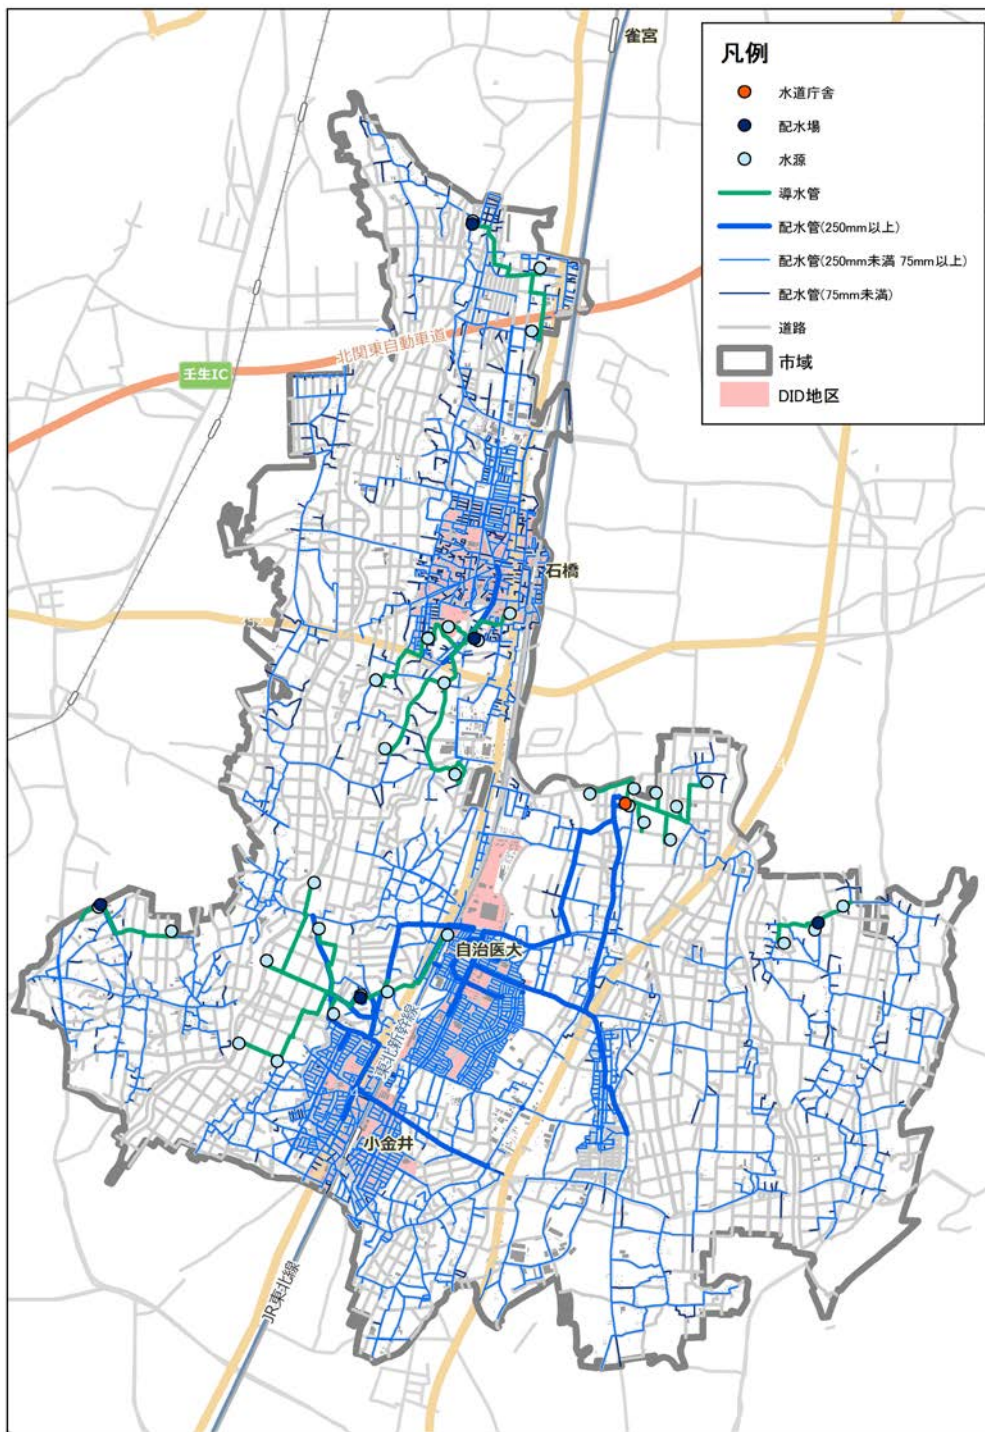 雀宮
凡例
水道庁舎
配水場
水源
導水管
配水管(250mm以上)
配水管(250mm未満 75mm以上)
配水管(75mm未満)
道路
市域
DID地区
北関東自動車道
壬生IC
石橋
自治医大
東北新幹線
小金井
JR東北線